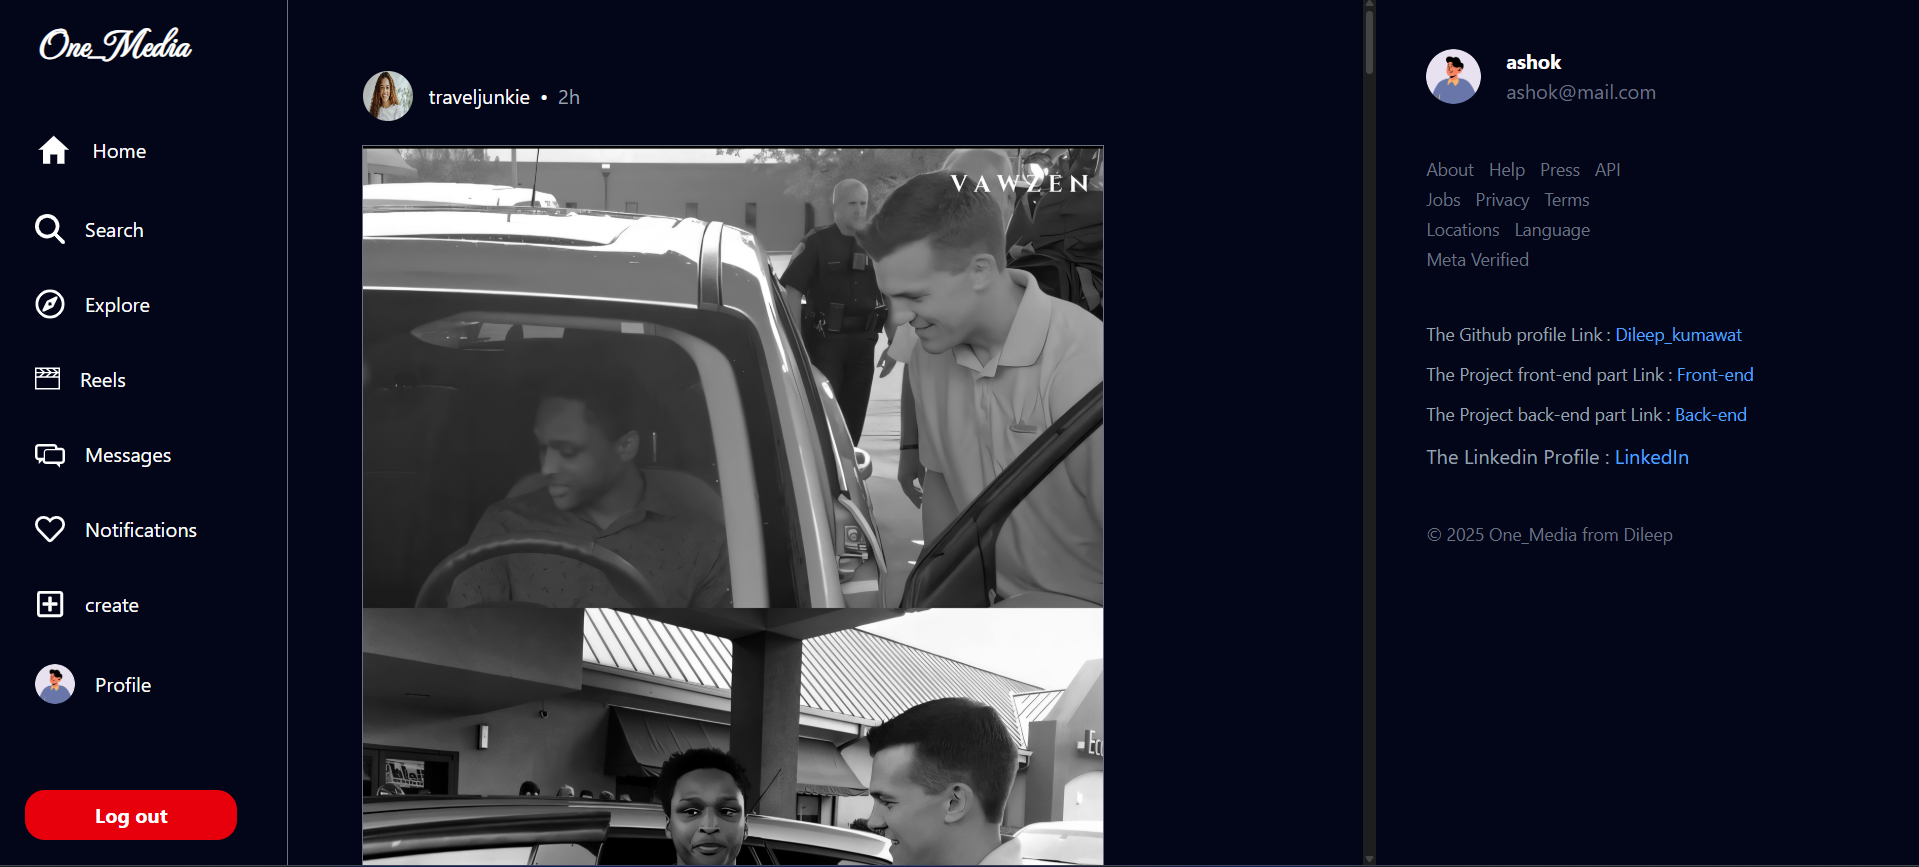 One_Media
Home
Search
Explore
Reels
Messages
Notifications
create
Profile
Log out
traveljunkie • 2h
VAWZEN
ashok
ashok@mail.com
About Help Press API
Jobs Privacy Terms
Locations Language
Meta Verified
The Github profile Link : Dileep_kumawat
The Project front-end part Link : Front-end
The Project back-end part Link : Back-end
The Linkedin Profile : LinkedIn
© 2025 One_Media from Dileep